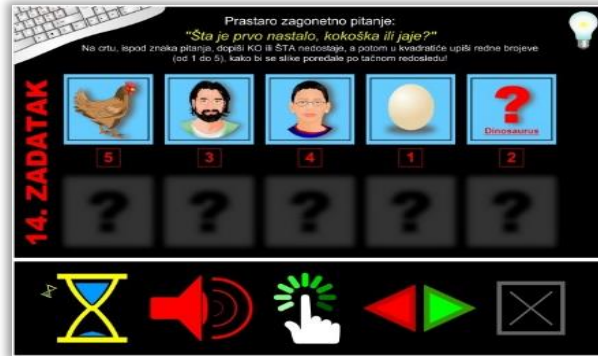 Prastaro zagonetno pitanje:
"Šta je prvo nastalo, kokoška ili jaje?"
Na crtu, ispod znaka pitanja, dopiši KO ili ŠTA nedostaje, a potom u kvadratiće upiši redne brojeve
(od 1 do 5), kako bi se slike poređale po tačnom redosledu!
14. ZADATAK
?
Dinosaurus
5 3 4 1 2
? ? ? ? ?